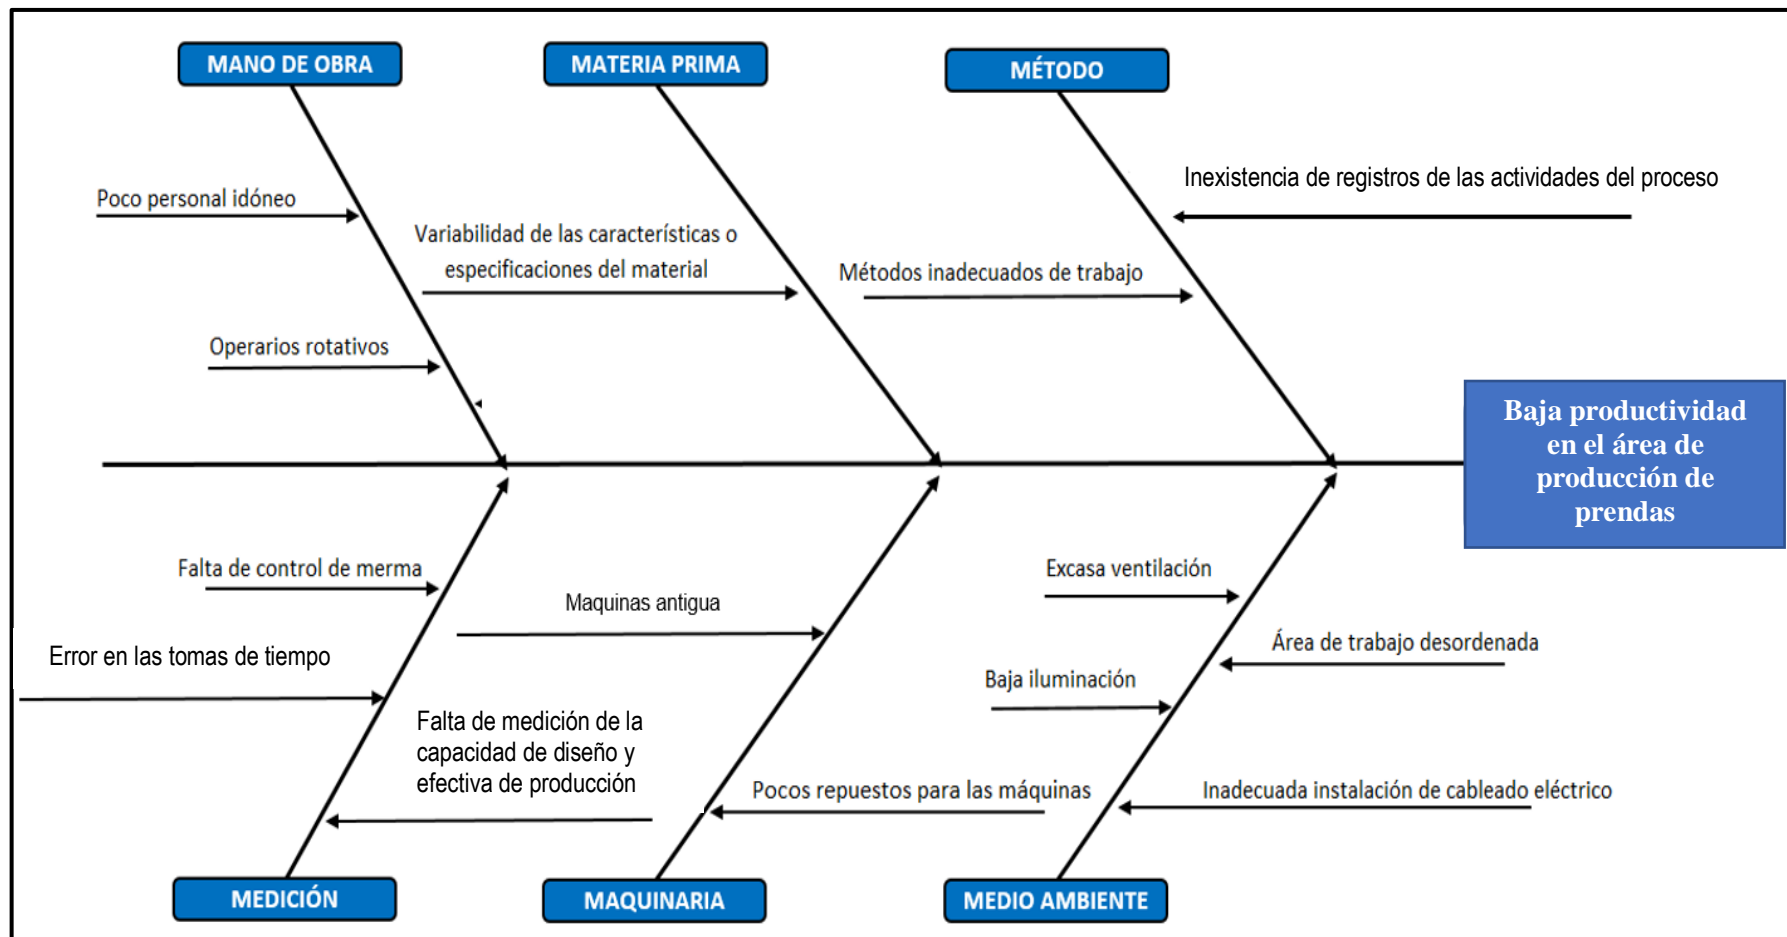 MANO DE OBRA
MATERIA PRIMA
MÉTODO
Inexistencia de registros de las actividades del proceso
Poco personal idóneo
Variabilidad de las características o
especificaciones del material
Métodos inadecuados de trabajo
Operarios rotativos
Baja productividad
en el área de
producción de
prendas
Falta de control de merma
Maquinas antigua
Excasa ventilación
Error en las tomas de tiempo
Área de trabajo desordenada
Baja iluminación
Falta de medición de la
capacidad de diseño y
efectiva de producción
Pocos repuestos para las máquinas
Inadecuada instalación de cableado eléctrico
MEDICIÓN
MAQUINARIA
MEDIO AMBIENTE